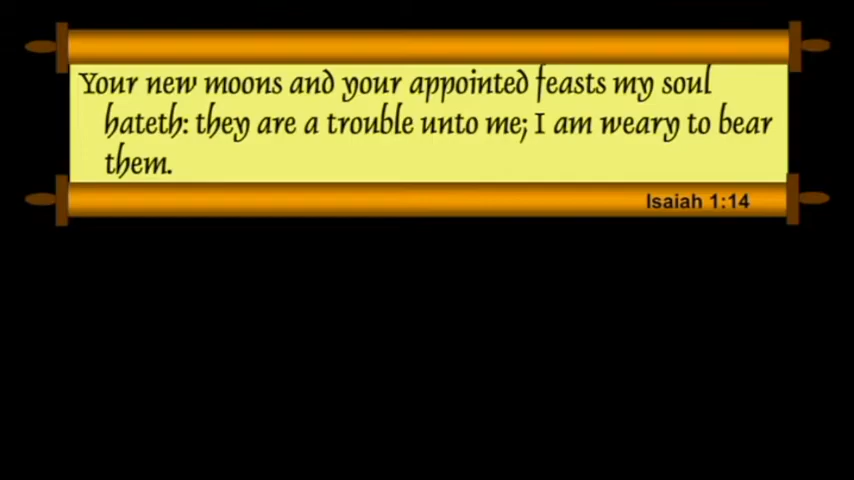 Your new moons and your appointed feasts my soul
hateth: they are a trouble unto me; I am weary to bear
them.
Isaiah 1:14